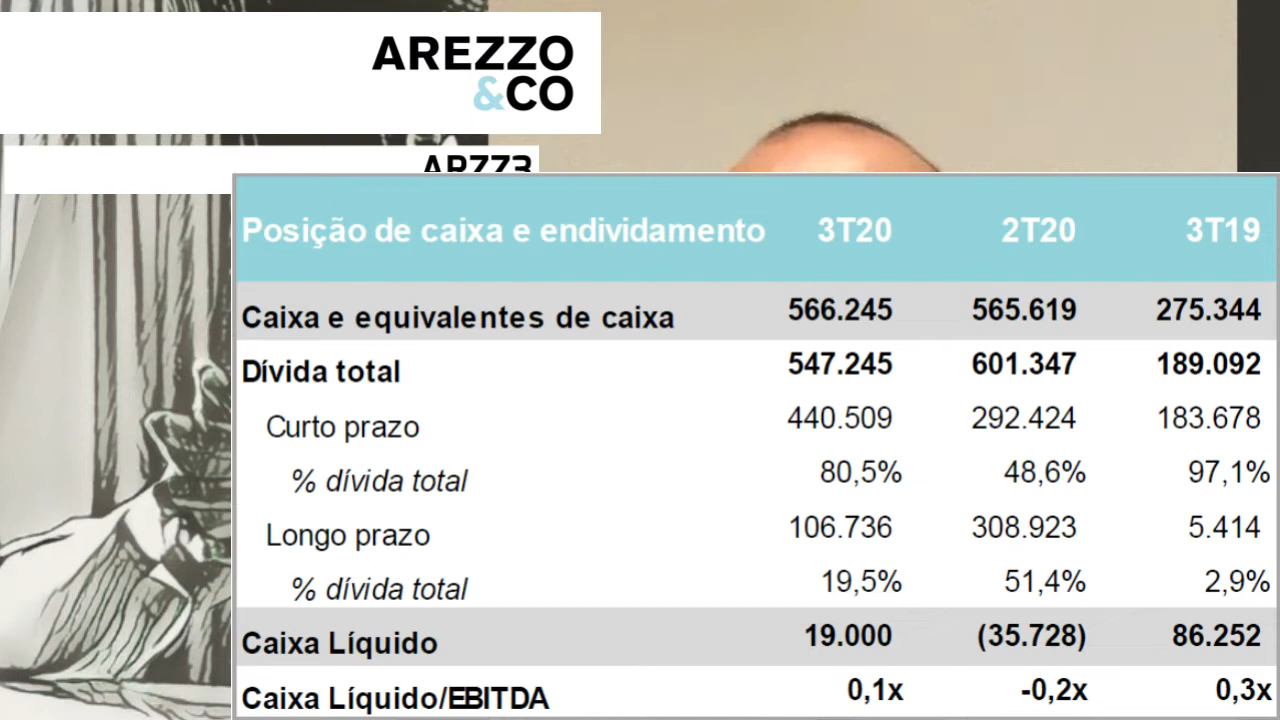 AREZZO
&CO
ARZZ3
Posição de caixa e endividamento 3T20 2T20 3T19
Caixa e equivalentes de caixa 566.245 565.619 275.344
Dívida total 547.245 601.347 189.092
Curto prazo 440.509 292.424 183.678
% dívida total 80,5% 48,6% 97,1%
Longo prazo 106.736 308.923 5.414
% dívida total 19,5% 51,4% 2,9%
Caixa Líquido 19.000 (35.728) 86.252
Caixa Líquido/EBITDA 0,1x -0,2x 0,3x